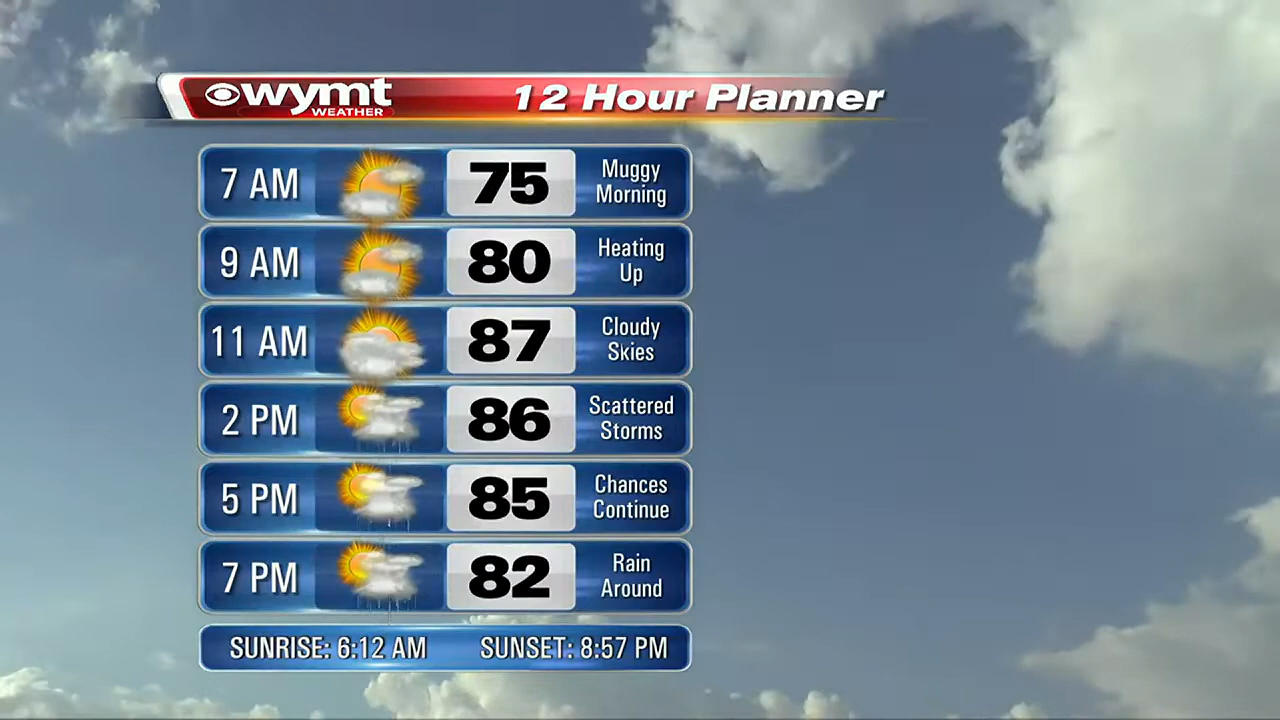 wymt
WEATHER
12 Hour Planner
7 AM 75 Muggy
Morning
9 AM 80 Heating
Up
11 AM 87 Cloudy
Skies
2 PM 86 Scattered
Storms
5 PM 85 Chances
Continue
7 PM 82 Rain
Around
SUNRISE: 6:12 AM SUNSET: 8:57 PM